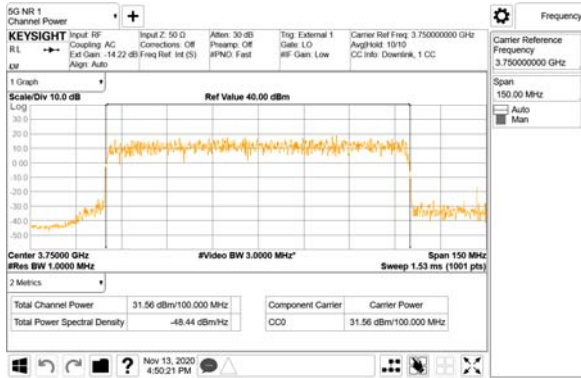 5G NR 1
Channel Power
Frequency
KEYSIGHT
RL
Input: RF
Coupling: AC
Ext Gain: -14.22 dB
Align: Auto
Input Z: 50 Ω
Corrections: Off
Freq Ref: Int (S)
Atten: 30 dB
Preamp: Off
#PNO: Fast
Trig: External 1
Gate: LO
#IF Gain: Low
Carrier Ref Freq: 3.750000000 GHz
Avg|Hold: 10/10
CC Info: Downlink, 1 CC
Carrier Reference
Frequency
3.750000000 GHz
Span
150.00 MHz
Auto
Man
1 Graph
Scale/Div 10.0 dB
Ref Value 40.00 dBm
Log
30.0
20.0
10.0
0.00
-10.0
-20.0
-30.0
-40.0
-50.0
Center 3.75000 GHz
#Video BW 3.0000 MHz*
Span 150 MHz
#Res BW 1.0000 MHz
Sweep 1.53 ms (1001 pts)
2 Metrics
Total Channel Power 31.56 dBm/100.000 MHz
Total Power Spectral Density -48.44 dBm/Hz
Component Carrier Carrier Power
CC0 31.56 dBm/100.000 MHz
?
Nov 13, 2020
4:50:21 PM